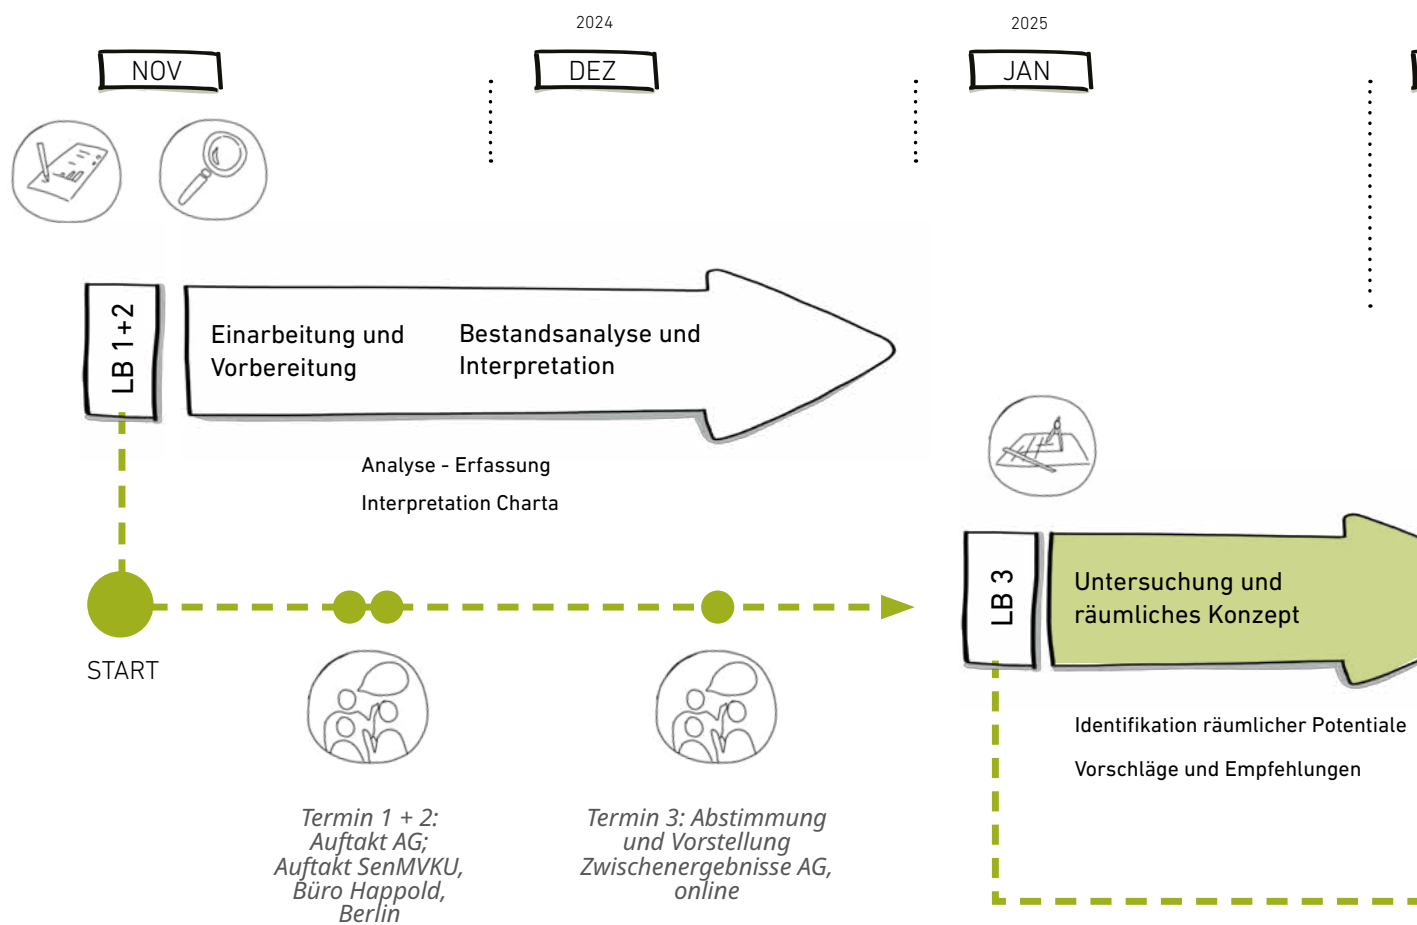 2024
2025
NOV
DEZ
JAN
LB 1+2
Einarbeitung und
Vorbereitung
Bestandsanalyse und
Interpretation
Analyse - Erfassung
Interpretation Charta
START
LB 3
Untersuchung und
räumliches Konzept
Identifikation räumlicher Potentiale
Vorschläge und Empfehlungen
Termin 1 + 2:
Auftakt AG;
Auftakt SenMVKU,
Büro Happold,
Berlin
Termin 3: Abstimmung
und Vorstellung
Zwischenergebnisse AG,
online